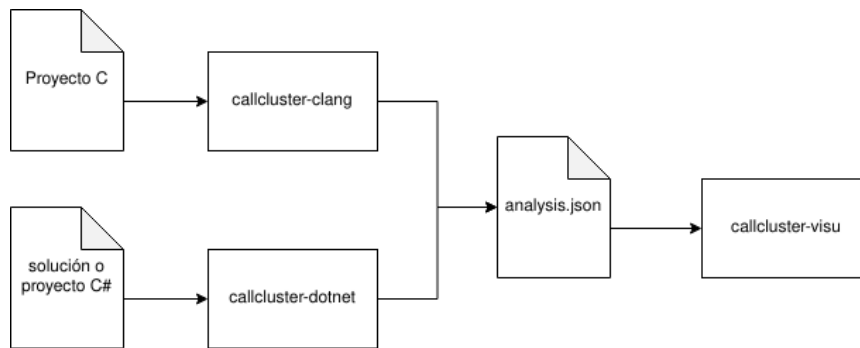 Proyecto C
callcluster-clang
solución o
proyecto C#
callcluster-dotnet
analysis.json
callcluster-visu